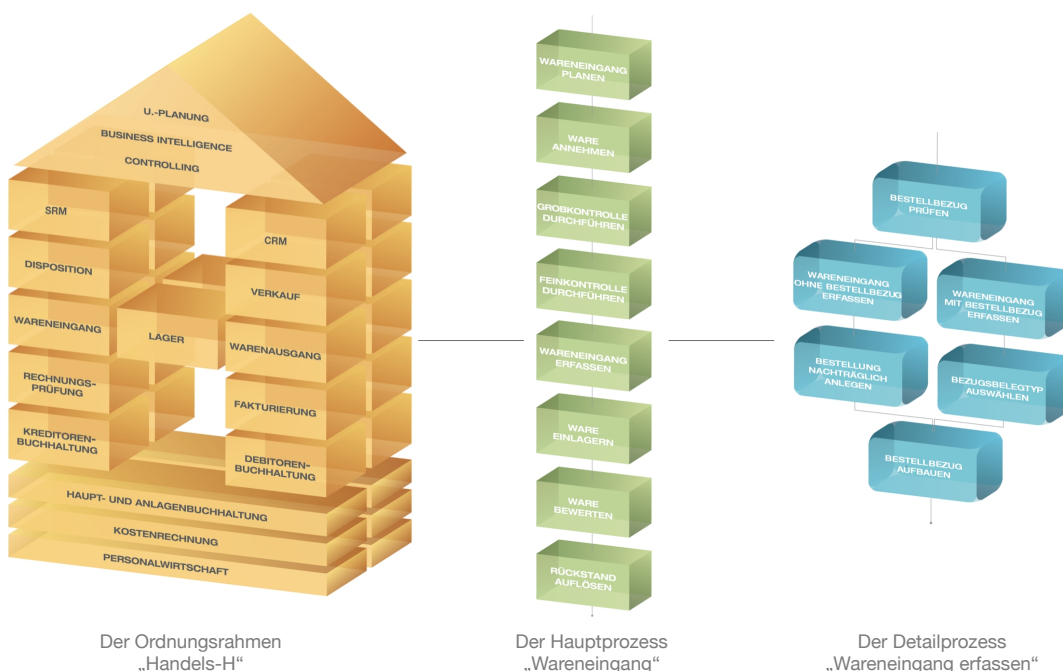 U.-PLANUNG
BUSINESS INTELLIGENCE
CONTROLLING
SRM
DISPOSITION
WARENEINGANG
RECHNUNGS-
PRÜFUNG
KREDITOREN-
BUCHHALTUNG
LAGER
CRM
VERKAUF
WARENAUSGANG
FAKTURIERUNG
DEBITOREN-
BUCHHALTUNG
HAUPT- UND ANLAGENBUCHHALTUNG
KOSTENRECHNUNG
PERSONALWIRTSCHAFT
Der Ordnungsrahmen
„Handels-H“
WARENEINGANG
PLANEN
WARE
ANNEHMEN
GROBKONTROLLE
DURCHFÜHREN
FEINKONTROLLE
DURCHFÜHREN
WARENEINGANG
ERFASSEN
WARE
EINLAGERN
WARE
BEWERTEN
RÜCKSTAND
AUFLÖSEN
Der Hauptprozess
„Wareneingang“
BESTELLBEZUG
PRÜFEN
WARENEINGANG
OHNE BESTELLBEZUG
ERFASSEN
WARENEINGANG
MIT BESTELLBEZUG
ERFASSEN
BESTELLUNG
NACHTRÄGLICH
ANLEGEN
BEZUGSBELEGTYP
AUSWÄHLEN
BESTELLBEZUG
AUFBAUEN
Der Detailprozess
„Wareneingang erfassen“